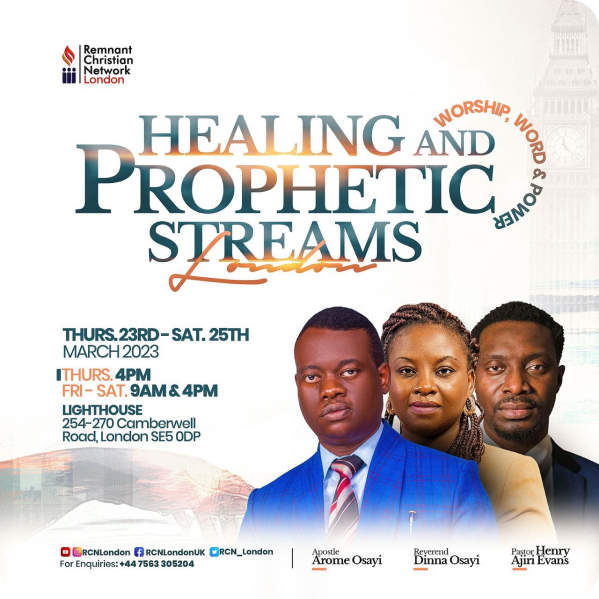 Remnant
Christian
Network
London
HEALING AND
PROPHETIC
STREAMS
London
WORSHIP, WORD & POWER
THURS. 23RD - SAT. 25TH
MARCH 2023
THURS. 4PM
FRI - SAT. 9AM & 4PM
LIGHTHOUSE
254-270 Camberwell
Road, London SE5 0DP
RCNLondon RCNLondonUK RCN_London
For Enquiries: +44 7563 305204
Apostle
Arome Osayi
Reverend
Dinna Osayi
Pastor Henry
Ajiri Evans